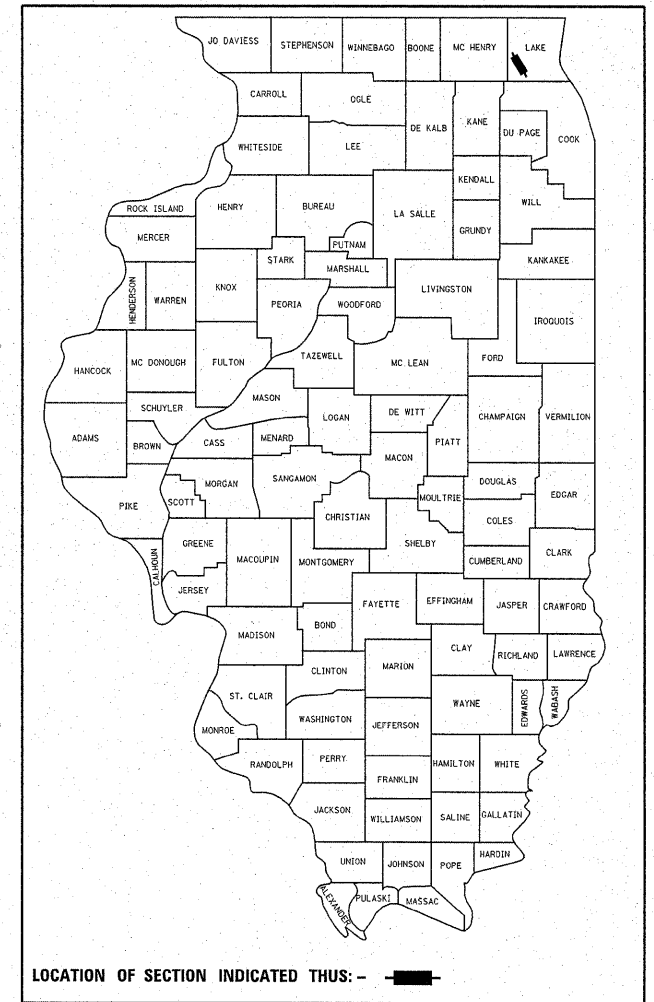 JO DAVIESS
STEPHENSON
WINNEBAGO
BOONE
MC HENRY
LAKE
CARROLL
OGLE
DE KALB
KANE
DU PAGE
COOK
WHITESIDE
LEE
KENDALL
WILL
ROCK ISLAND
HENRY
BUREAU
LA SALLE
GRUNDY
MERCER
PUTNAM
STARK
MARSHALL
KANKAKEE
HENDERSON
WARREN
KNOX
PEORIA
WOODFORD
LIVINGSTON
IROQUOIS
HANCOCK
MC DONOUGH
FULTON
TAZEWELL
MC LEAN
FORD
SCHUYLER
MASON
LOGAN
DE WITT
CHAMPAIGN
VERMILION
ADAMS
BROWN
CASS
MENARD
MACON
PIATT
PIKE
SCOTT
MORGAN
SANGAMON
MOULTRIE
DOUGLAS
EDGAR
CHRISTIAN
COLES
CALHOUN
GREENE
MACOUPIN
MONTGOMERY
SHELBY
CUMBERLAND
CLARK
JERSEY
FAYETTE
EFFINGHAM
JASPER
CRAWFORD
MADISON
BOND
CLAY
RICHLAND
LAWRENCE
CLINTON
MARION
ST. CLAIR
WAYNE
EDWARDS
WABASH
MONROE
WASHINGTON
JEFFERSON
RANDOLPH
PERRY
HAMILTON
WHITE
FRANKLIN
JACKSON
WILLIAMSON
SALINE
GALLATIN
UNION
JOHNSON
POPE
HARDIN
ALEXANDER
PULASKI
MASSAC
LOCATION OF SECTION INDICATED THUS: -